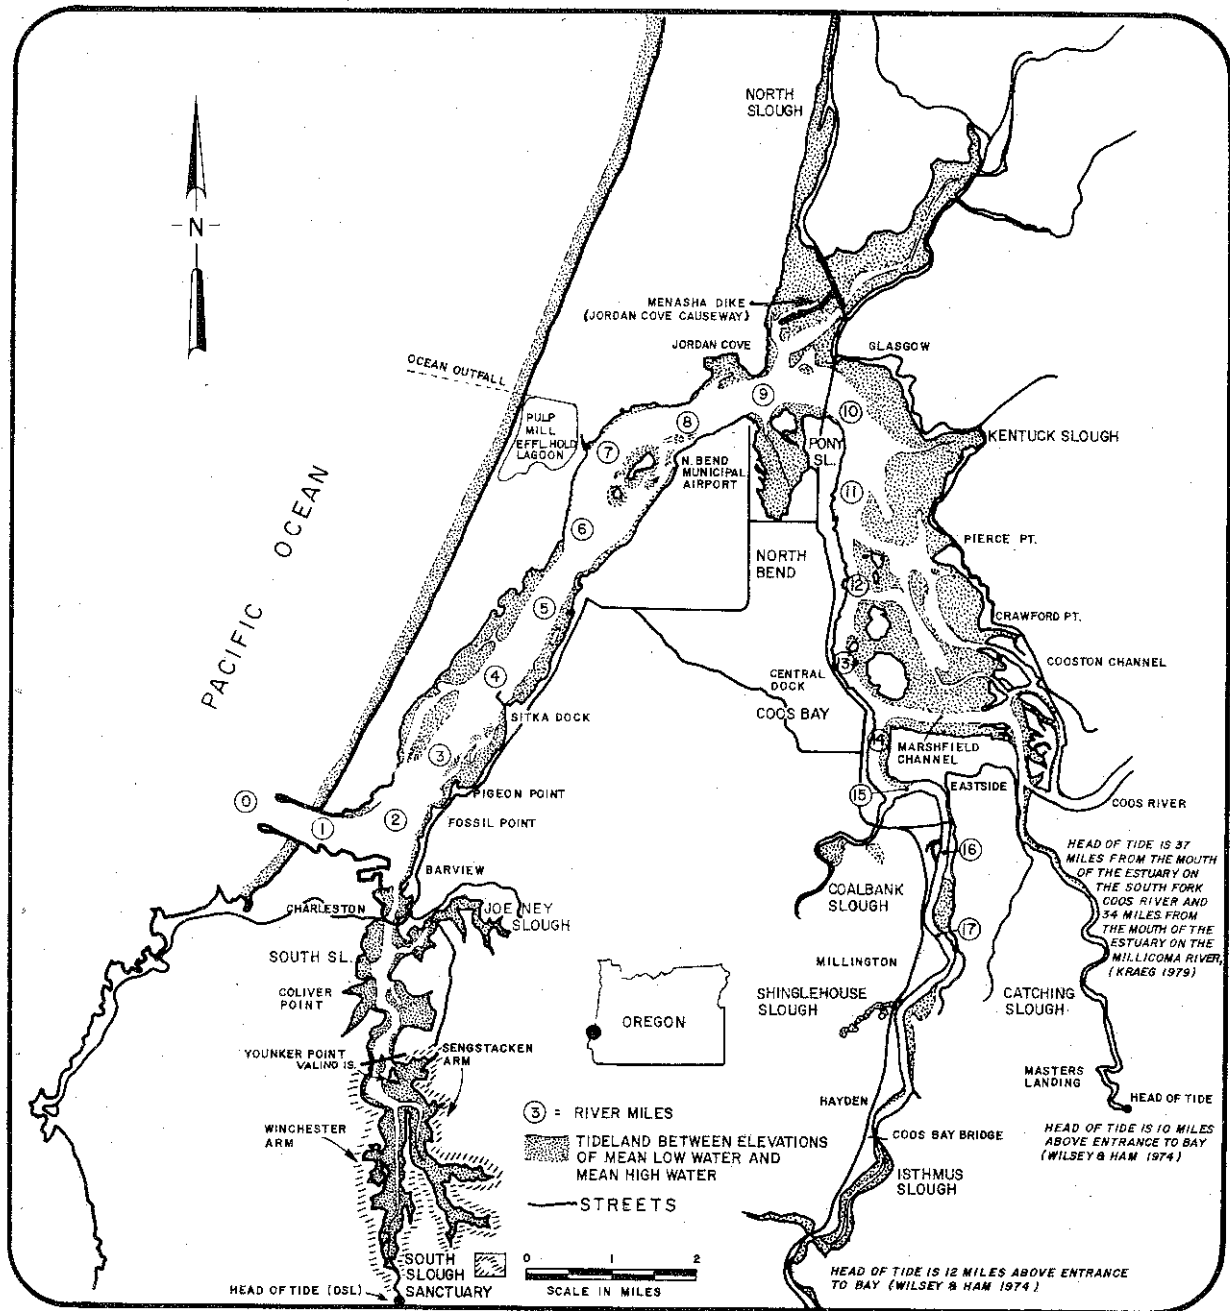 NORTH
SLOUGH
N
MENASHA DIKE
(JORDAN COVE CAUSEWAY)
JORDAN COVE
GLASGOW
OCEAN OUTFALL
9
10
8
7
PULP
MILL
EFFL. HOLD
LAGOON
PONY
SL.
KENTUCK SLOUGH
N. BEND
MUNICIPAL
AIRPORT
11
6
PACIFIC OCEAN
PIERCE PT.
NORTH
BEND
12
5
CRAWFORD PT.
COOSTON CHANNEL
13
4
CENTRAL
DOCK
COOS BAY
SITKA DOCK
14
MARSHFIELD
CHANNEL
3
EASTSIDE
15
PIGEON POINT
0
COOS RIVER
1
2
FOSSIL POINT
16
HEAD OF TIDE IS 37
MILES FROM THE MOUTH
OF THE ESTUARY ON
THE SOUTH FORK
COOS RIVER AND
34 MILES FROM
THE MOUTH OF THE
ESTUARY ON THE
MILLICOMA RIVER,
(KRAEG 1979)
BARVIEW
COALBANK
SLOUGH
CHARLESTON
JOE NEY
SLOUGH
17
SOUTH SL.
MILLINGTON
COLIVER
POINT
SHINGLEHOUSE
SLOUGH
CATCHING
SLOUGH
OREGON
YOUNKER POINT
VALINO IS.
SENGSTACKEN
ARM
MASTERS
LANDING
HEAD OF TIDE
HAYDEN
3 = RIVER MILES
WINCHESTER
ARM
COOS BAY BRIDGE
HEAD OF TIDE IS 10 MILES
ABOVE ENTRANCE TO BAY
(WILSEY & HAM 1974)
TIDELAND BETWEEN ELEVATIONS
OF MEAN LOW WATER AND
MEAN HIGH WATER
ISTHMUS
SLOUGH
STREETS
SOUTH
SLOUGH
SANCTUARY
0 1 2
SCALE IN MILES
HEAD OF TIDE (DSL)
HEAD OF TIDE IS 12 MILES ABOVE ENTRANCE
TO BAY (WILSEY & HAM 1974)